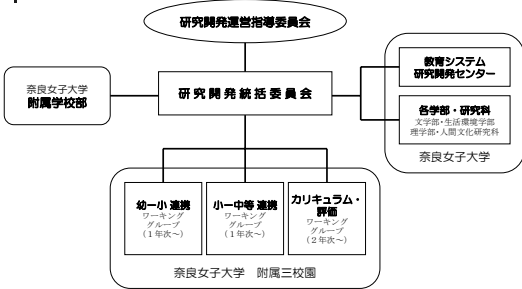 研究開発運営指導委員会
教育システム
研究開発センター
奈良女子大学
附属学校部
研究開発統括委員会
各学部・研究科
文学部・生活環境学部
理学部・人間文化研究科
奈良女子大学
幼ー小 連携
ワーキング
グループ
(1年次〜)
小ー中等 連携
ワーキング
グループ
(1年次〜)
カリキュラム・
評価
ワーキング
グループ
(2年次〜)
奈良女子大学 附属三校園